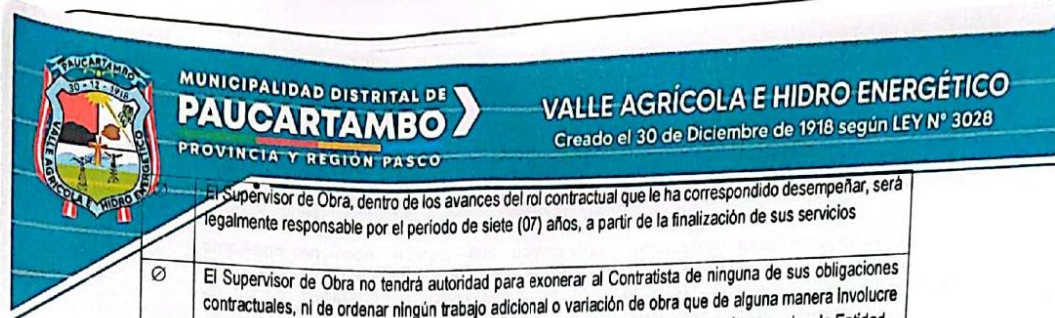 PAUCARTAMBO
30 - 12 - 1918
VALLE AGRÍCOLA E HIDRO ENERGÉTICO
MUNICIPALIDAD DISTRITAL DE
PAUCARTAMBO
PROVINCIA Y REGIÓN PASCO
VALLE AGRÍCOLA E HIDRO ENERGÉTICO
Creado el 30 de Diciembre de 1918 según LEY N° 3028
El Supervisor de Obra, dentro de los avances del rol contractual que le ha correspondido desempeñar, será
legalmente responsable por el período de siete (07) años, a partir de la finalización de sus servicios
Ø El Supervisor de Obra no tendrá autoridad para exonerar al Contratista de ninguna de sus obligaciones
contractuales, ni de ordenar ningún trabajo adicional o variación de obra que de alguna manera Involucre
Entidad